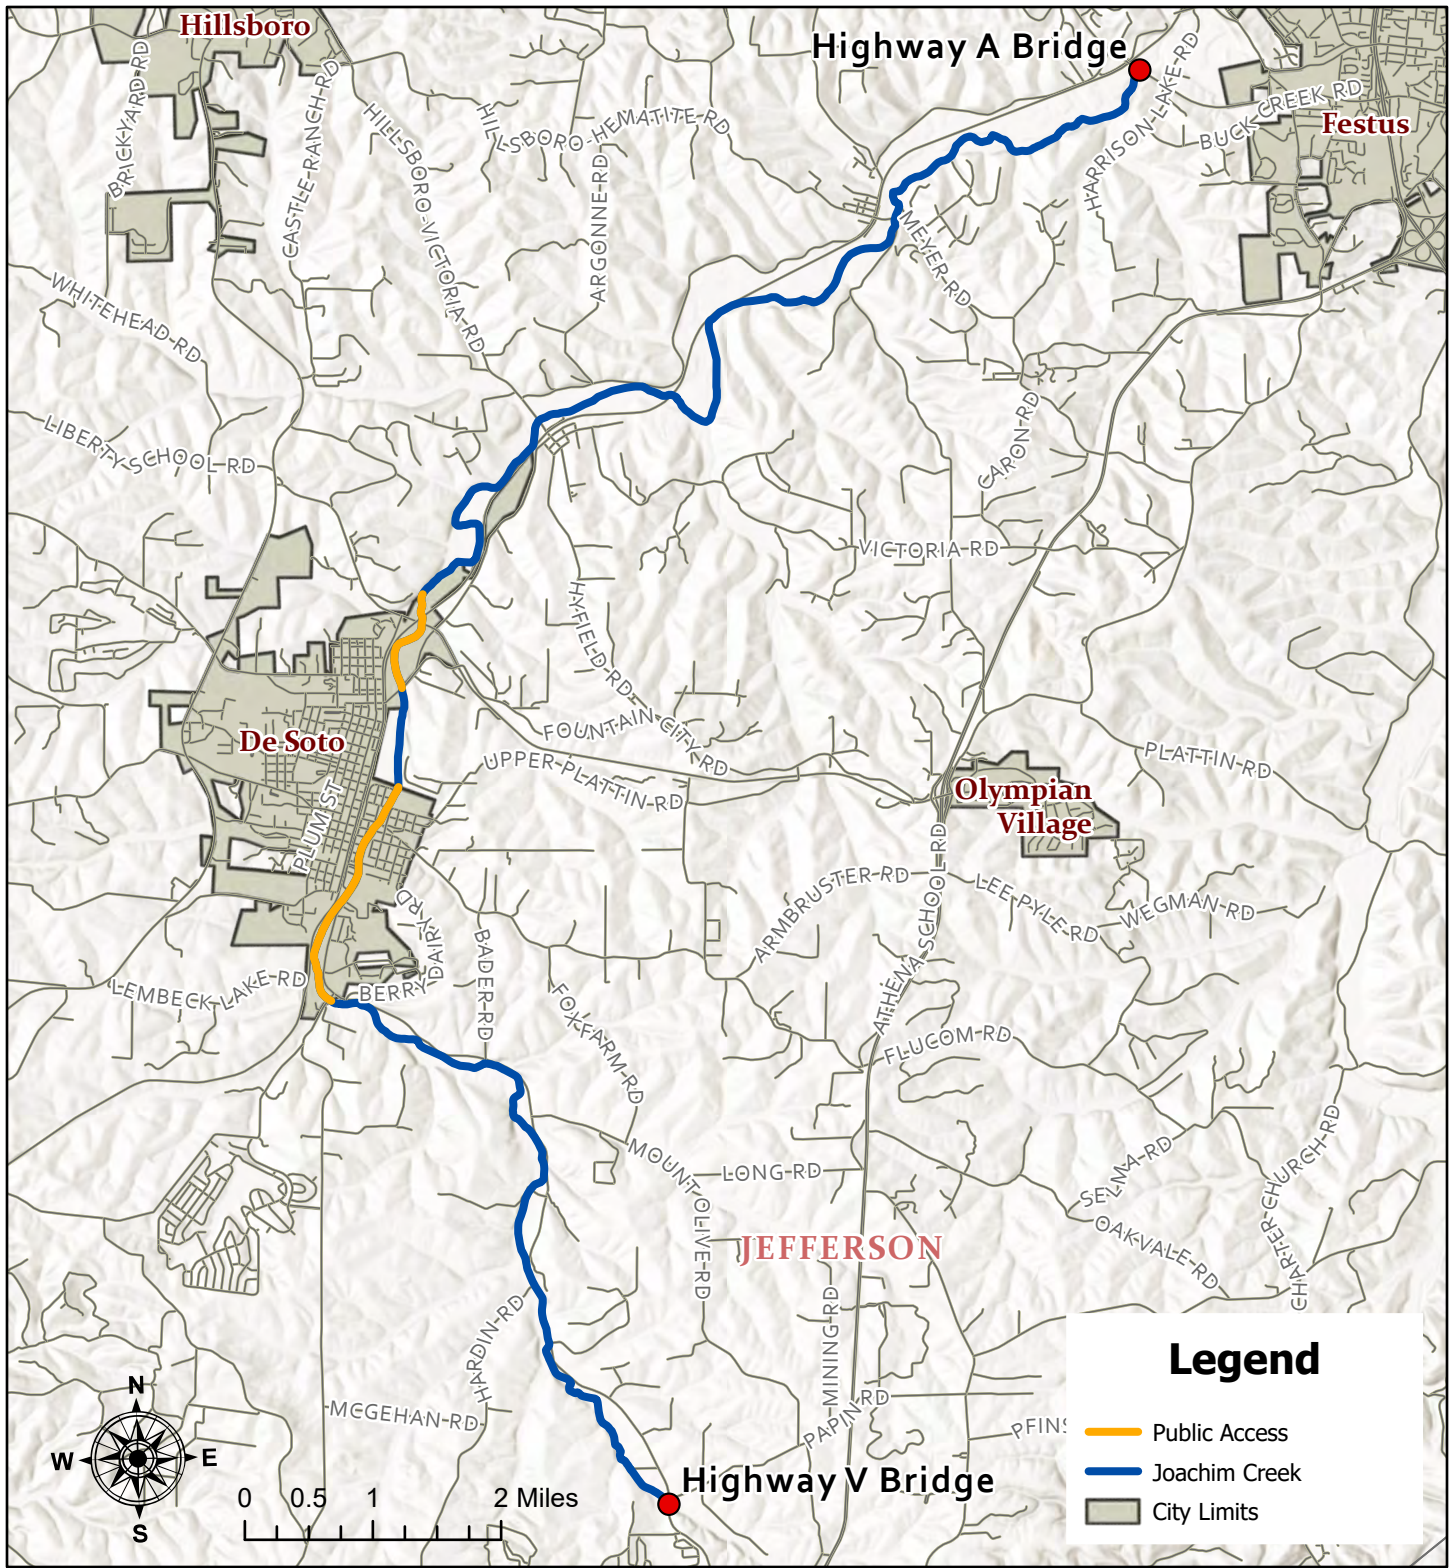 Hillsboro
Highway A Bridge
Festus
BRICKYARD RD
CASTLE RANCH RD
HILLSBORO-VICTORIA RD
HILLSBORO-HEMATITE RD
ARGONNE RD
HARRISON LAKE RD
BUCK CREEK RD
MEYER RD
WHITEHEAD RD
LIBERTY SCHOOL RD
CARON RD
VICTORIA RD
HYFIELD RD
De Soto
FOUNTAIN CITY RD
UPPER PLATTIN RD
PLATTIN RD
Olympian
Village
PLUM ST
ARMBRUSTER RD
LEE PYLE RD
WEGMAN RD
ATHENA SCHOOL RD
DAIRY RD
BADER RD
BERRY
LEMBECK LAKE RD
FOX FARM RD
FLUCOM RD
MOUNT OLIVE RD
LONG RD
SELMA RD
OAKVALE RD
CHARTER CHURCH RD
JEFFERSON
HARDIN RD
MINING RD
MCGEHAN RD
PAPIN RD
PFINS
Highway V Bridge
N
W
E
S
0 0.5 1 2 Miles
Legend
Public Access
Joachim Creek
City Limits